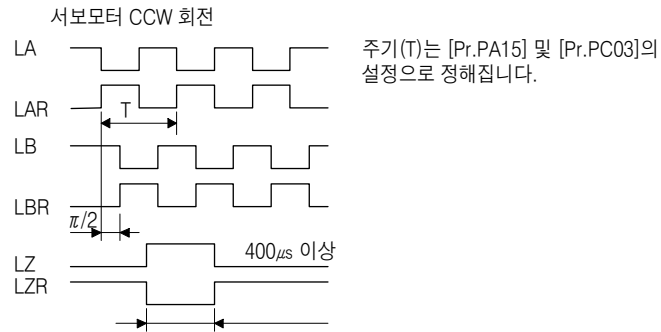 서보모터 CCW 회전
LA
주기(T)는 [Pr.PA15] 및 [Pr.PC03]의
설정으로 정해집니다.
LAR
T
LB
LBR
π/2
LZ
400μs 이상
LZR